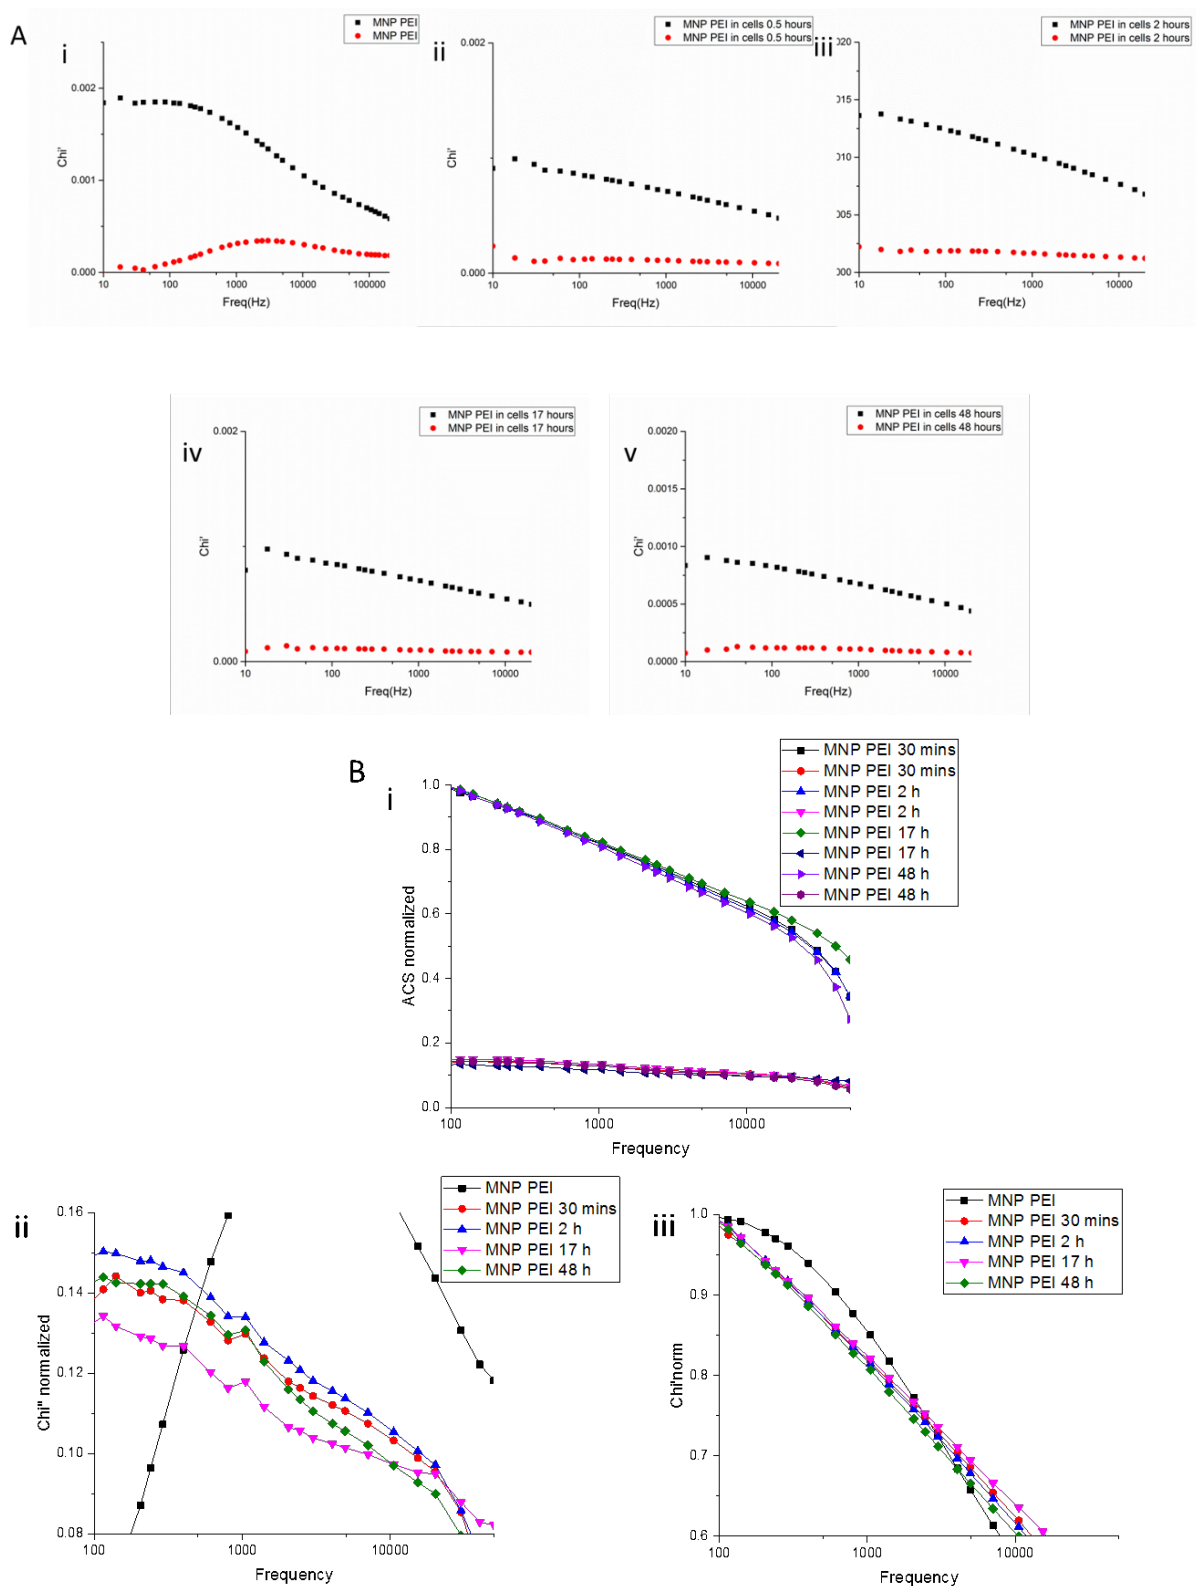 A
i
MNP PEI
MNP PEI
0.002
0.001
0.000
Chi'
10 100 1000 10000 100000
Freq(Hz)
ii
MNP PEI in cells 0.5 hours
MNP PEI in cells 0.5 hours
0.002
0.000
Chi'
10 100 1000 10000
Freq(Hz)
iii
MNP PEI in cells 2 hours
MNP PEI in cells 2 hours
020
015
010
005
000
10 100 1000 10000
Freq(Hz)
iv
MNP PEI in cells 17 hours
MNP PEI in cells 17 hours
0.002
0.000
Chi'
10 100 1000 10000
Freq(Hz)
v
MNP PEI in cells 48 hours
MNP PEI in cells 48 hours
0.0020
0.0015
0.0010
0.0005
0.0000
Chi'
10 100 1000 10000
Freq(Hz)
B
i
MNP PEI 30 mins
MNP PEI 30 mins
MNP PEI 2 h
MNP PEI 2 h
MNP PEI 17 h
MNP PEI 17 h
MNP PEI 48 h
MNP PEI 48 h
1.0
0.8
0.6
0.4
0.2
0.0
ACS normalized
100 1000 10000
Frequency
ii
MNP PEI
MNP PEI 30 mins
MNP PEI 2 h
MNP PEI 17 h
MNP PEI 48 h
0.16
0.14
0.12
0.10
0.08
Chi" normalized
100 1000 10000
Frequency
iii
MNP PEI
MNP PEI 30 mins
MNP PEI 2 h
MNP PEI 17 h
MNP PEI 48 h
1.0
0.9
0.8
0.7
0.6
Chi'norm
100 1000 10000
Frequency